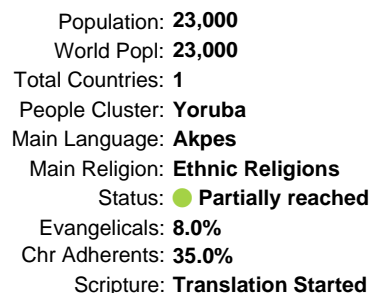 Population: 23,000
World Popl: 23,000
Total Countries: 1
People Cluster: Yoruba
Main Language: Akpes
Main Religion: Ethnic Religions
Status: Partially reached
Evangelicals: 8.0%
Chr Adherents: 35.0%
Scripture: Translation Started